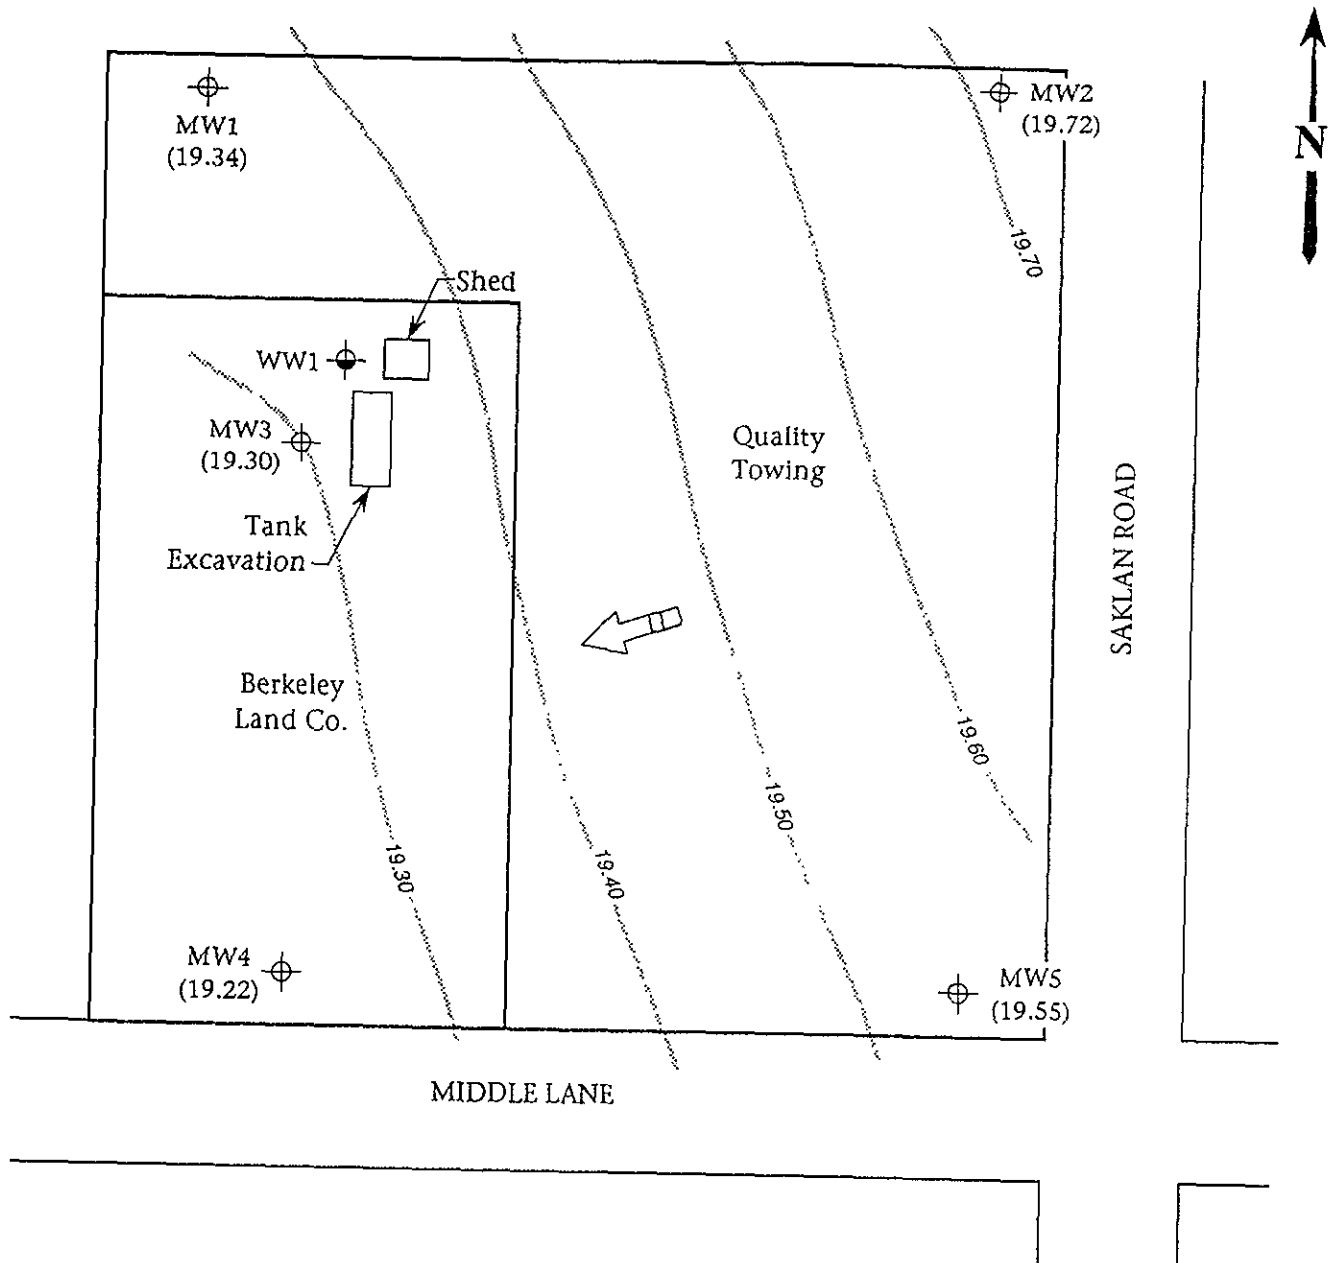 MW1
(19.34)
MW2
(19.72)
N
19.70
Shed
WW1
MW3
(19.30)
Quality
Towing
Tank
Excavation
SAKLAN ROAD
Berkeley
Land Co.
19.60
19.50
19.40
19.30
MW4
(19.22)
MW5
(19.55)
MIDDLE LANE